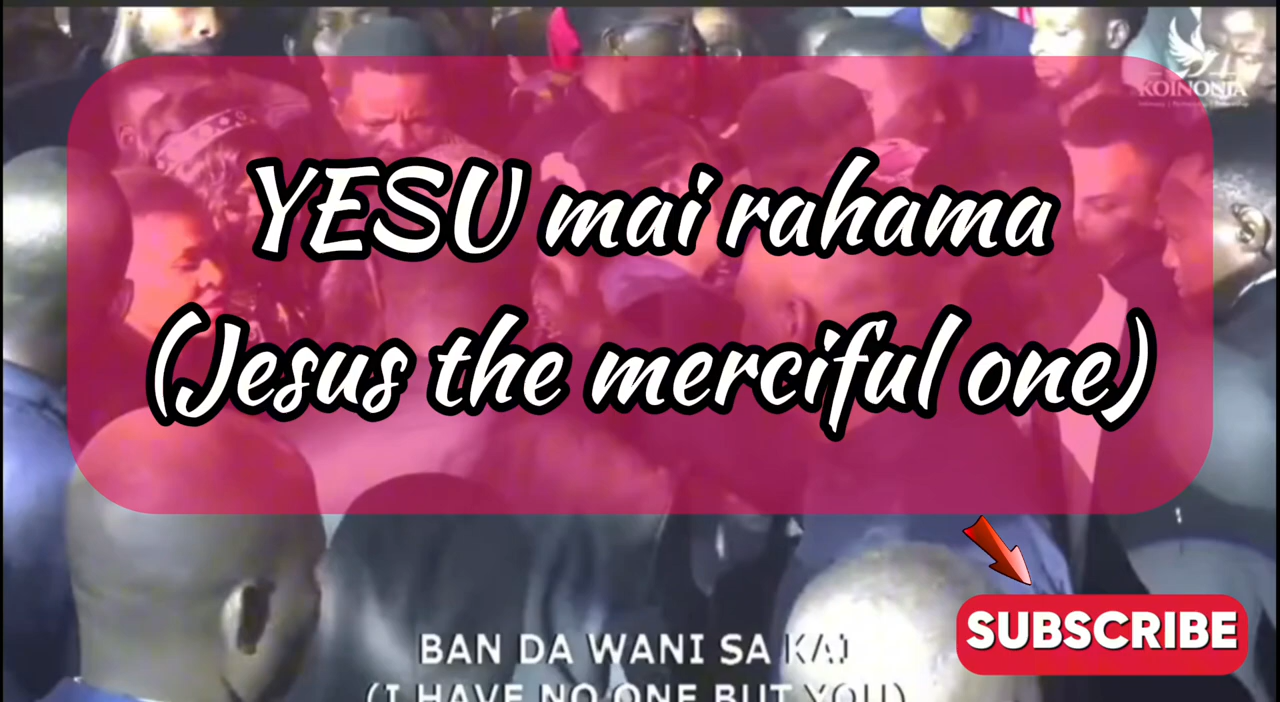 KOINONIA
YESU mai rahama
(Jesus the merciful one)
SUBSCRIBE
BAN DA WANI SA KAI
(I HAVE NO ONE BUT YOU)